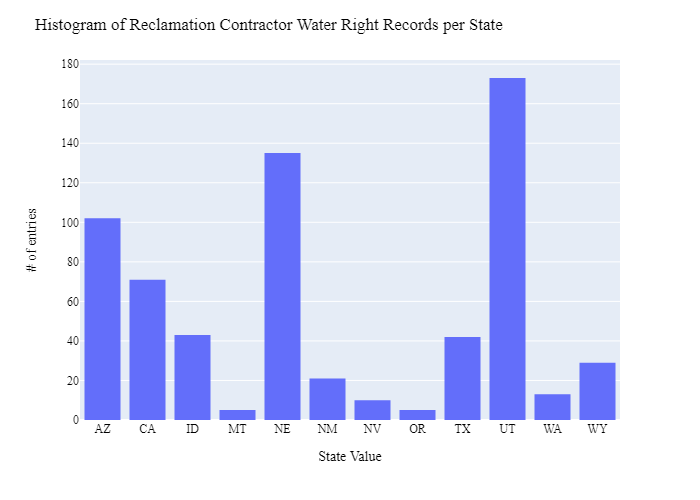 Histogram of Reclamation Contractor Water Right Records per State
180
160
140
120
100
80
60
40
20
0
# of entries
AZ CA ID MT NE NM NV OR TX UT WA WY
State Value